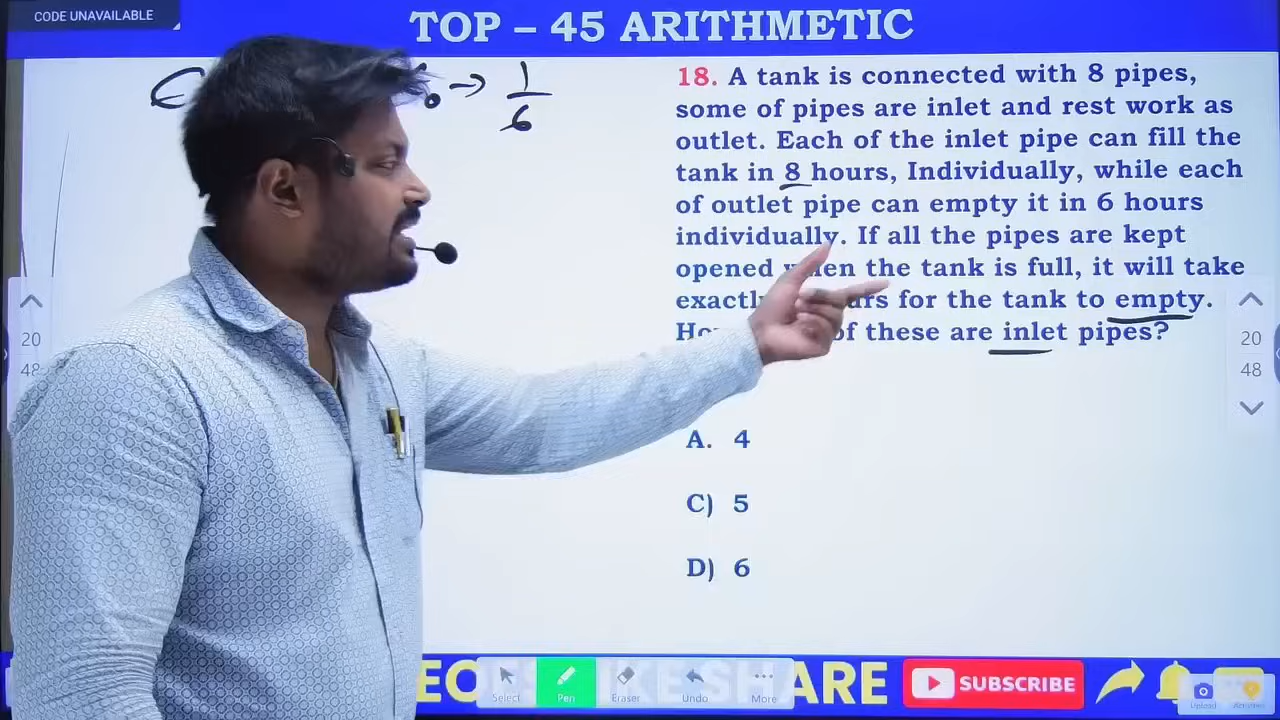 CODE UNAVAILABLE
TOP – 45 ARITHMETIC
1
6
18. A tank is connected with 8 pipes,
some of pipes are inlet and rest work as
outlet. Each of the inlet pipe can fill the
tank in 8 hours, Individually, while each
of outlet pipe can empty it in 6 hours
individually. If all the pipes are kept
opened when the tank is full, it will take
for the tank to empty.
of these are inlet pipes?
20
48
20
48
A. 4
C) 5
D) 6
SUBSCRIBE
Select
Pen
Eraser
Undo
More
Upload